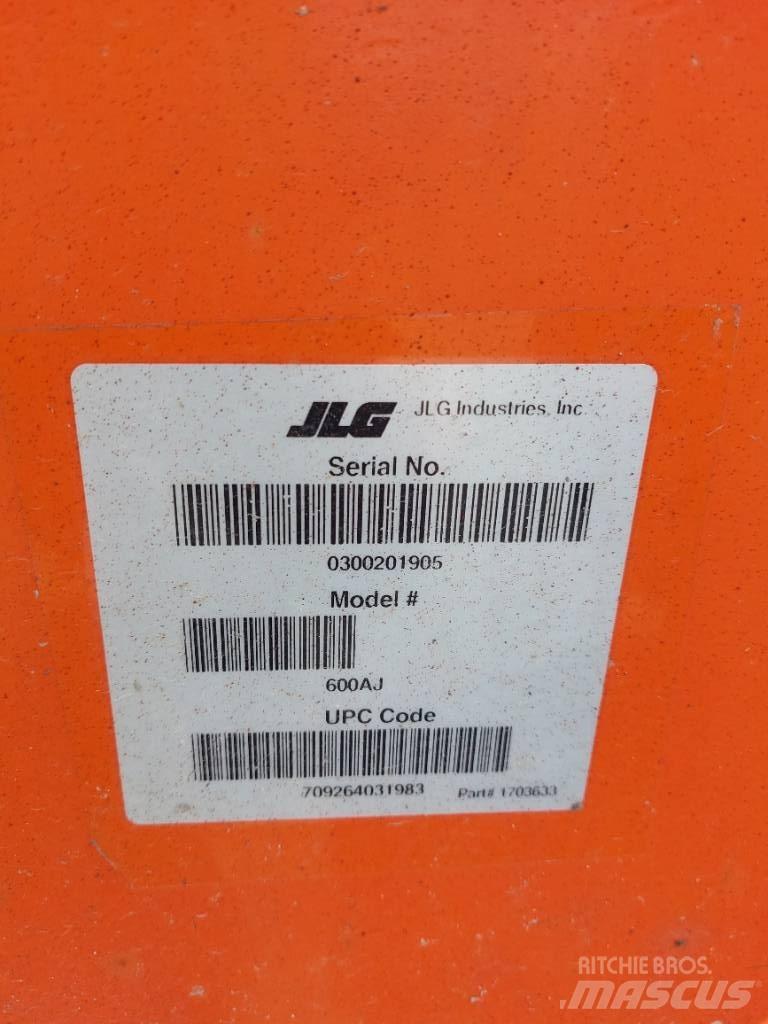 JLG JLG Industries, Inc.
Serial No.
0300201905
Model #
600AJ
UPC Code
709264031983 Part# 1703633
RITCHIE BROS.
MASCUS